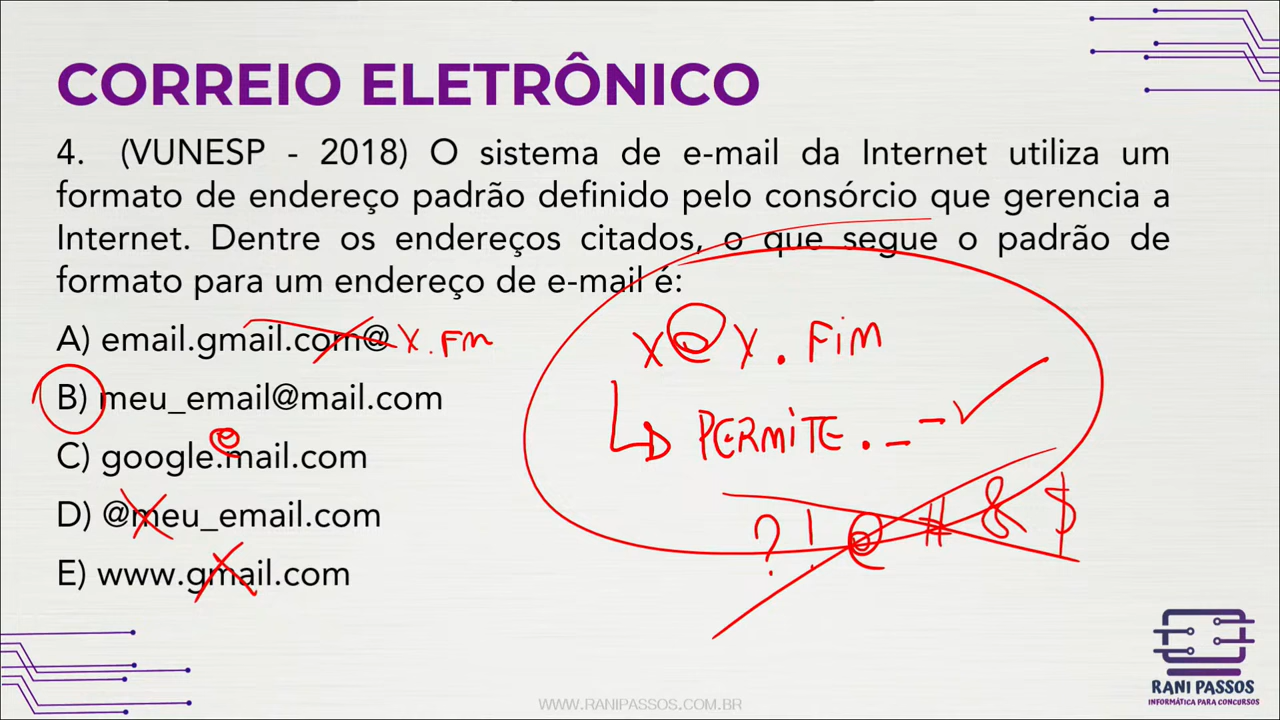 CORREIO ELETRÔNICO
4. (VUNESP - 2018) O sistema de e-mail da Internet utiliza um
formato de endereço padrão definido pelo consórcio que gerencia a
Internet. Dentre os endereços citados, o que segue o padrão de
formato para um endereço de e-mail é:
A) email.gmail.com@ X.FIM
X@Y.FIM
B) meu_email@mail.com
PERMITE . _ -
@
C) google.mail.com
D) @meu_email.com
? ! @ # & $
E) www.gmail.com
RANI PASSOS
INFORMÁTICA PARA CONCURSOS
WWW.RANIPASSOS.COM.BR